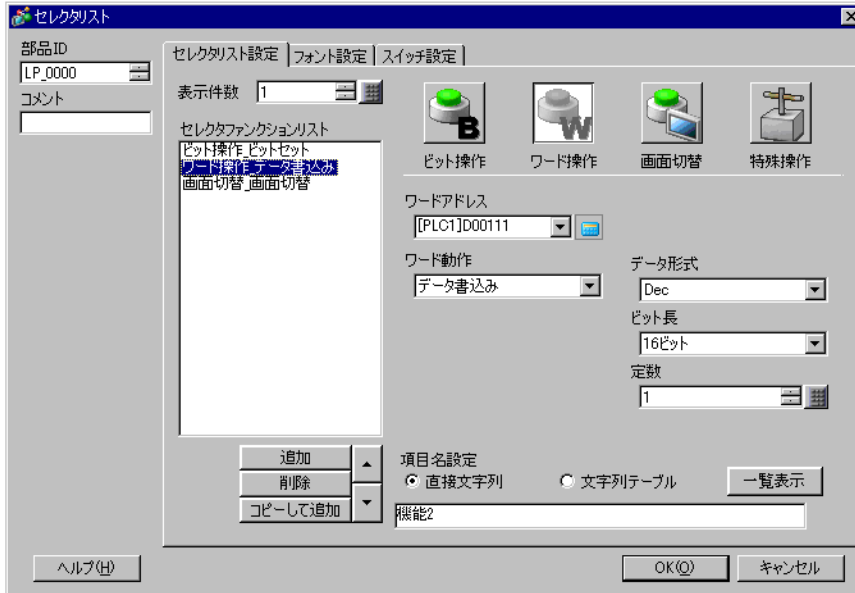 セレクタリスト
部品ID
LP_0000
コメント
セレクタリスト設定
フォント設定
スイッチ設定
表示件数
1
セレクタファンクションリスト
ビット操作_ビットセット
ワード操作_データ書込み
画面切替_画面切替
追加
削除
コピーして追加
B
ビット操作
W
ワード操作
画面切替
特殊操作
ワードアドレス
[PLC1]D00111
ワード動作
データ書込み
データ形式
Dec
ビット長
16ビット
定数
1
項目名設定
直接文字列
文字列テーブル
一覧表示
機能2
ヘルプ(H)
OK(O)
キャンセル